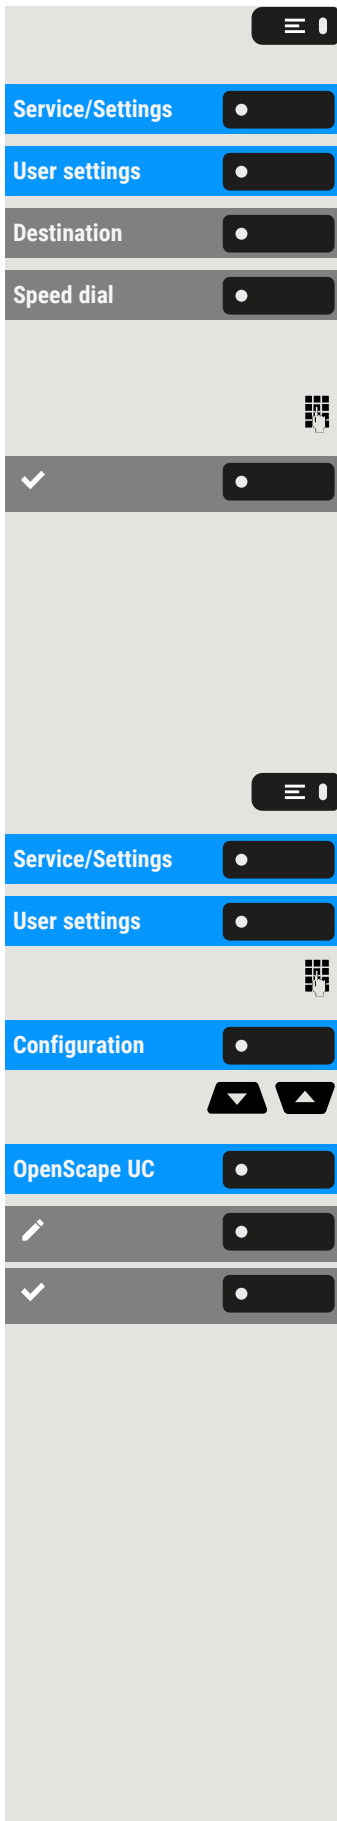 Service/Settings
User settings
Destination
Speed dial
Service/Settings
User settings
Configuration
OpenScape UC